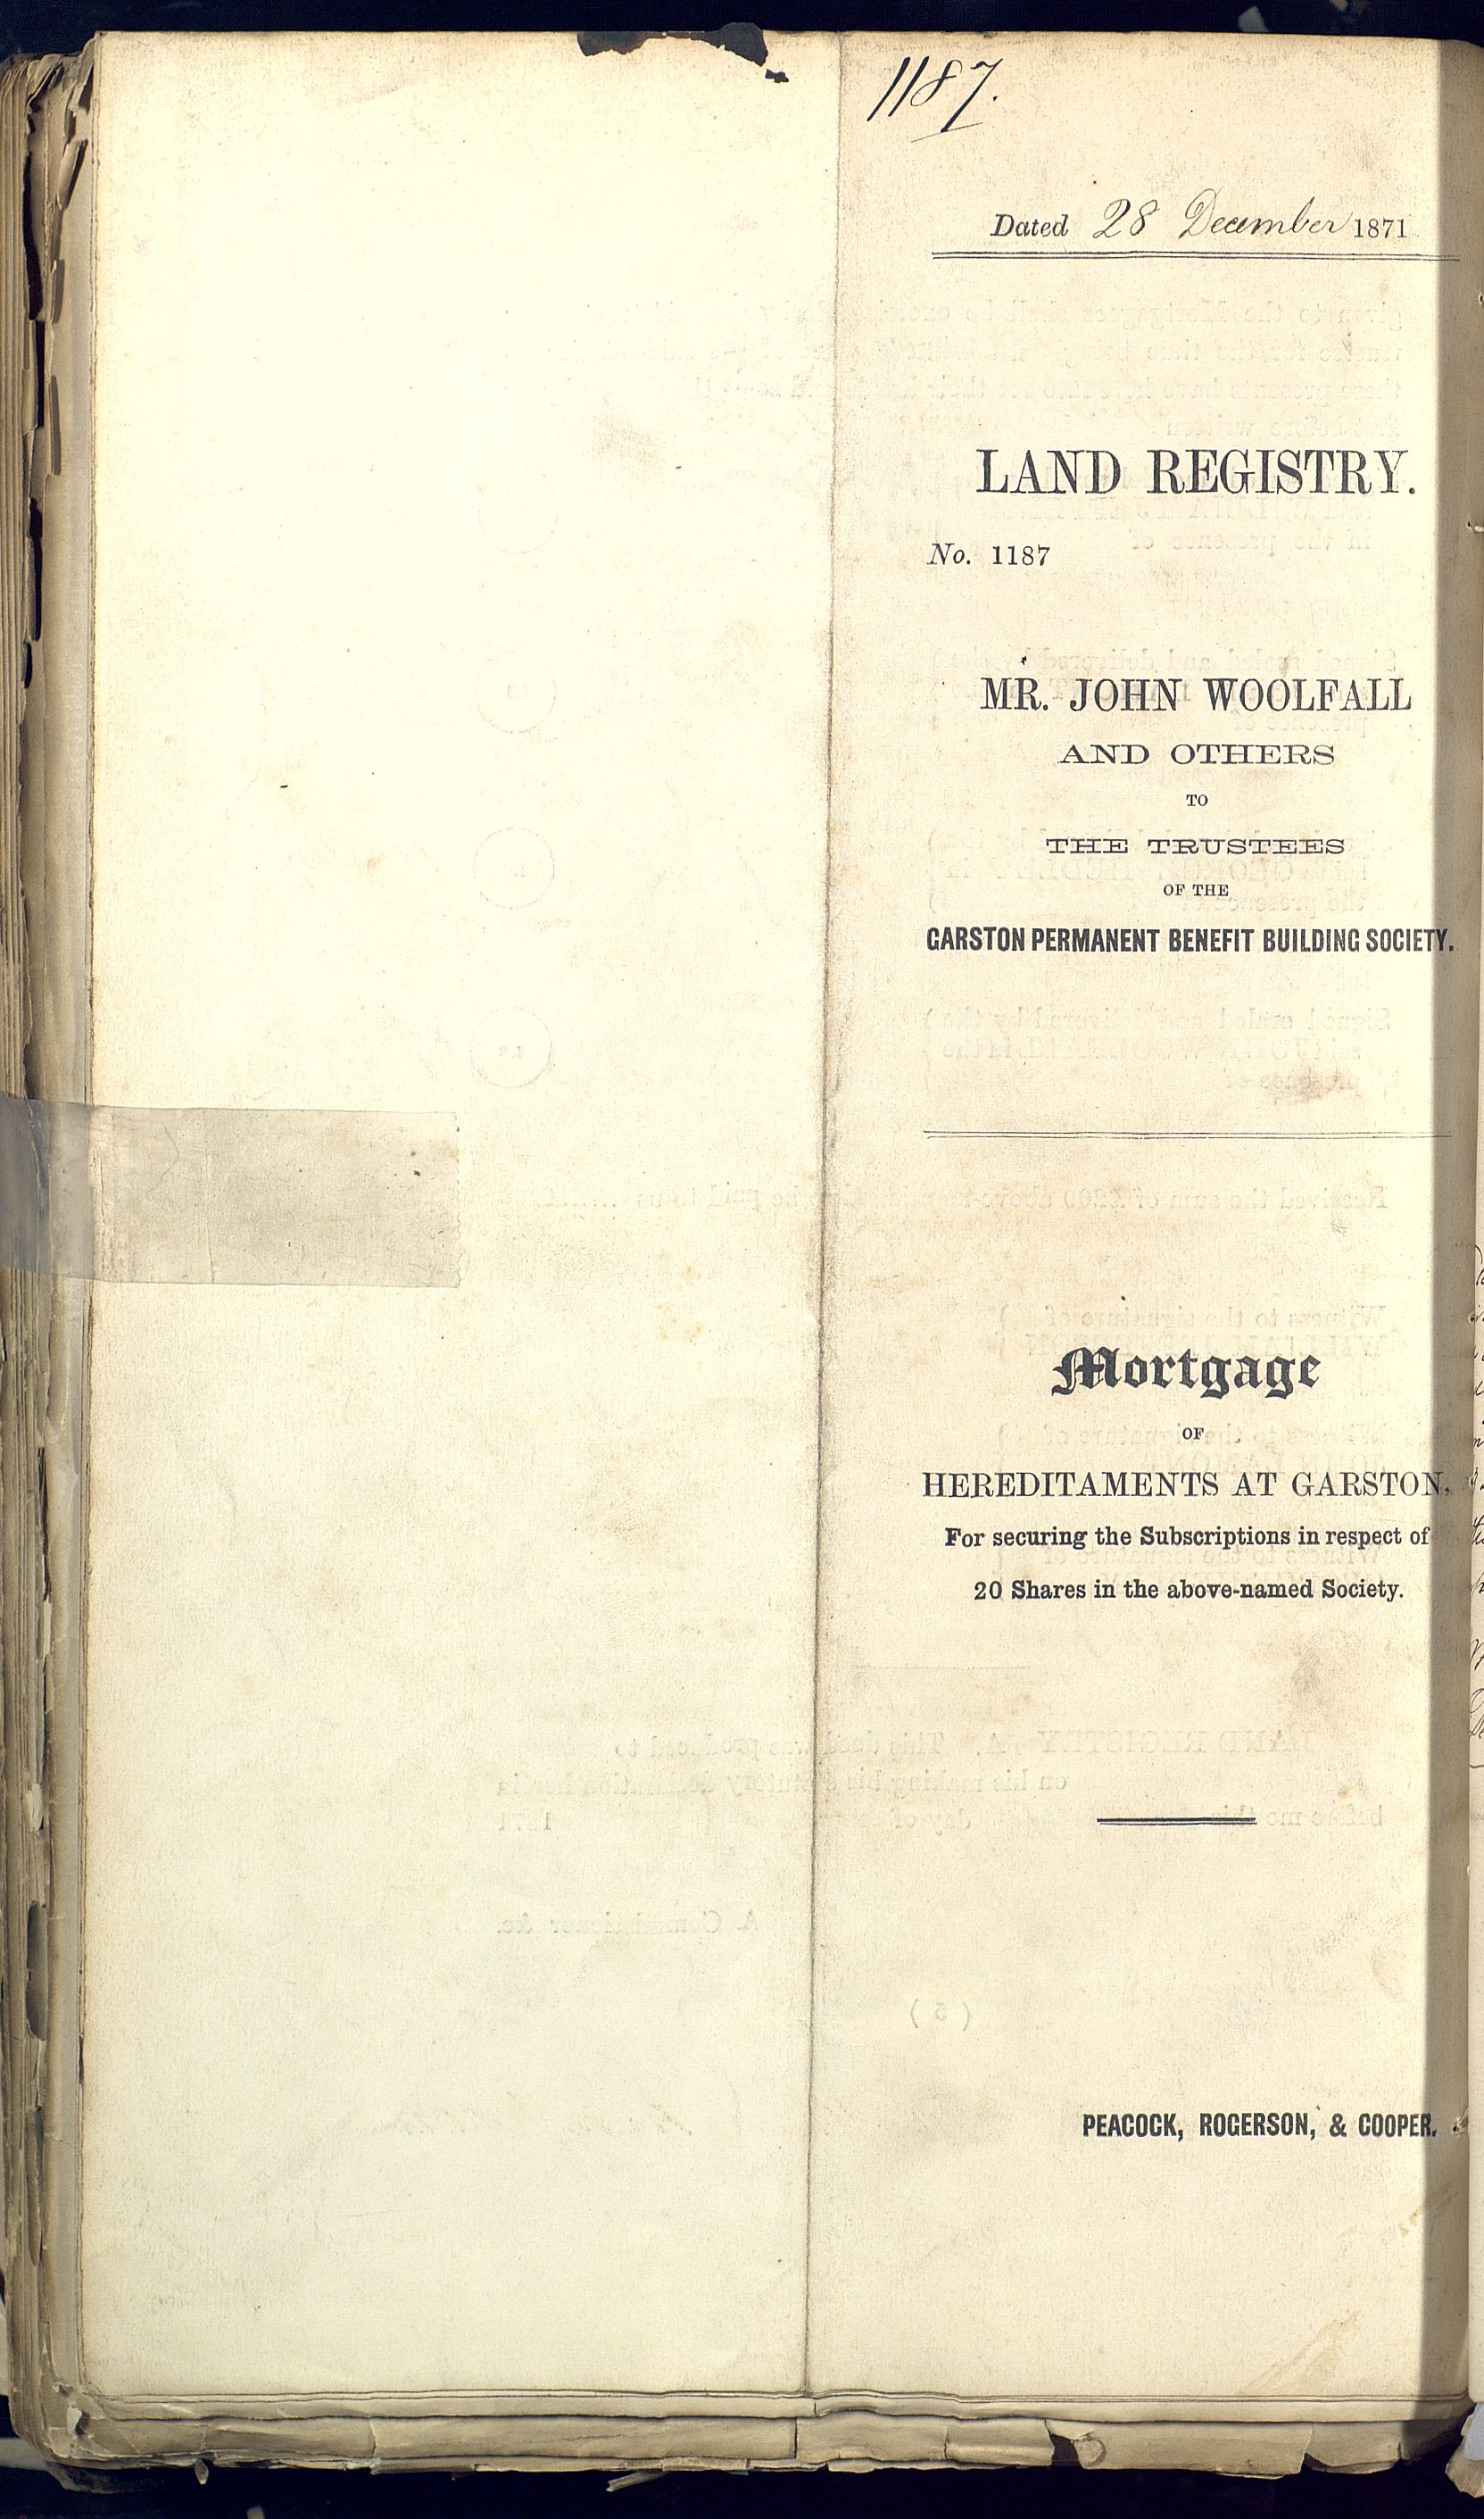 1187.
Dated 28 December 1871
LAND REGISTRY.
No. 1187
MR. JOHN WOOLFALL
AND OTHERS
TO
THE TRUSTEES
OF THE
GARSTON PERMANENT BENEFIT BUILDING SOCIETY.
Mortgage
OF
HEREDITAMENTS AT GARSTON,
For securing the Subscriptions in respect of
20 Shares in the above-named Society.
PEACOCK, ROGERSON, & COOPER.